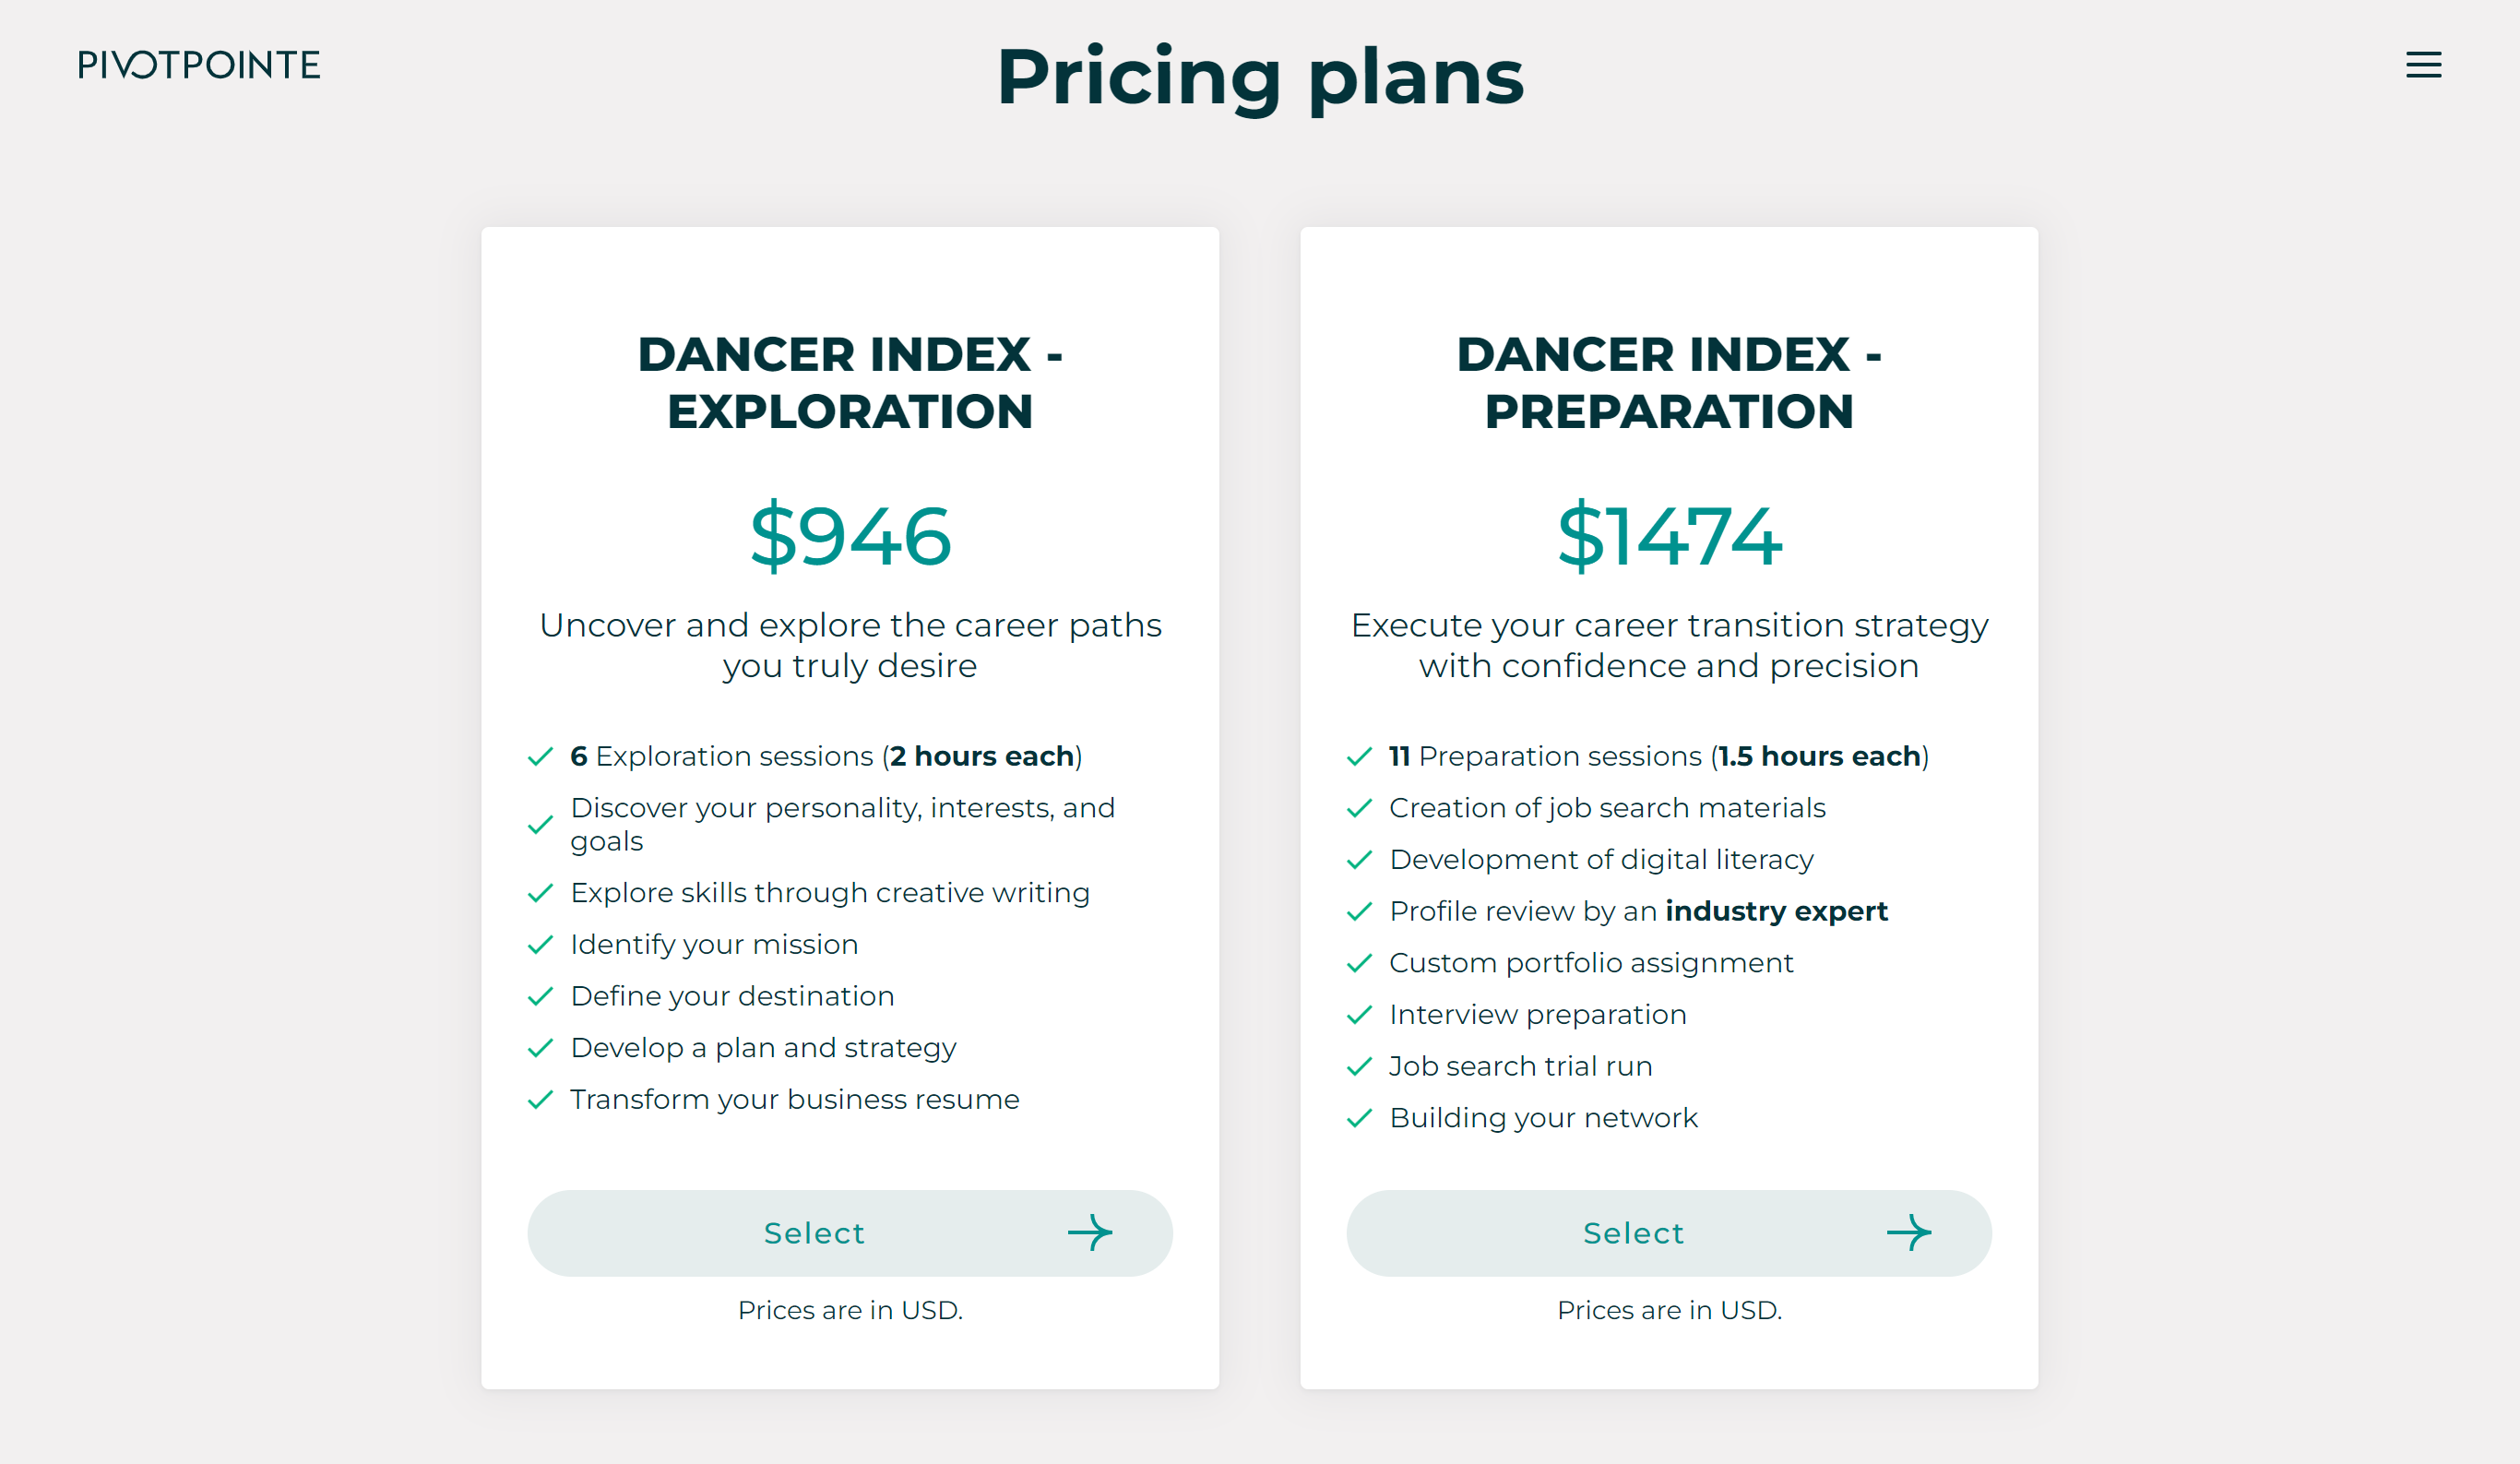 PIVOTPOINTE
Pricing plans
DANCER INDEX -
EXPLORATION
$946
Uncover and explore the career paths
you truly desire
6 Exploration sessions (2 hours each)
Discover your personality, interests, and
goals
Explore skills through creative writing
Identify your mission
Define your destination
Develop a plan and strategy
Transform your business resume
Select
Prices are in USD.
DANCER INDEX -
PREPARATION
$1474
Execute your career transition strategy
with confidence and precision
11 Preparation sessions (1.5 hours each)
Creation of job search materials
Development of digital literacy
Profile review by an industry expert
Custom portfolio assignment
Interview preparation
Job search trial run
Building your network
Select
Prices are in USD.